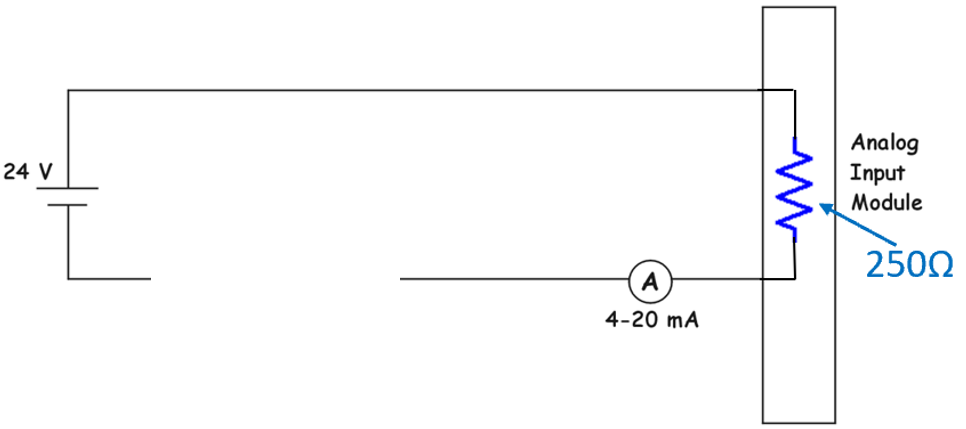 24 V
Analog
Input
Module
250Ω
A
4-20 mA